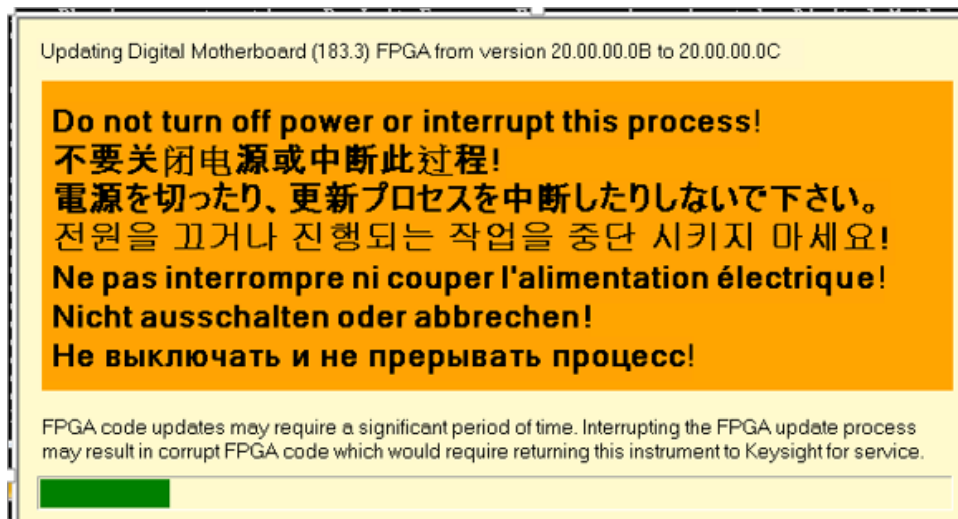 Updating Digital Motherboard (183.3) FPGA from version 20.00.00.0B to 20.00.00.0C
Do not turn off power or interrupt this process!
不要关闭电源或中断此过程!
電源を切ったり、更新プロセスを中断したりしないで下さい。
전원을 끄거나 진행되는 작업을 중단 시키지 마세요!
Ne pas interrompre ni couper l'alimentation électrique!
Nicht ausschalten oder abbrechen!
Не выключать и не прерывать процесс!
FPGA code updates may require a significant period of time. Interrupting the FPGA update process
may result in corrupt FPGA code which would require returning this instrument to Keysight for service.